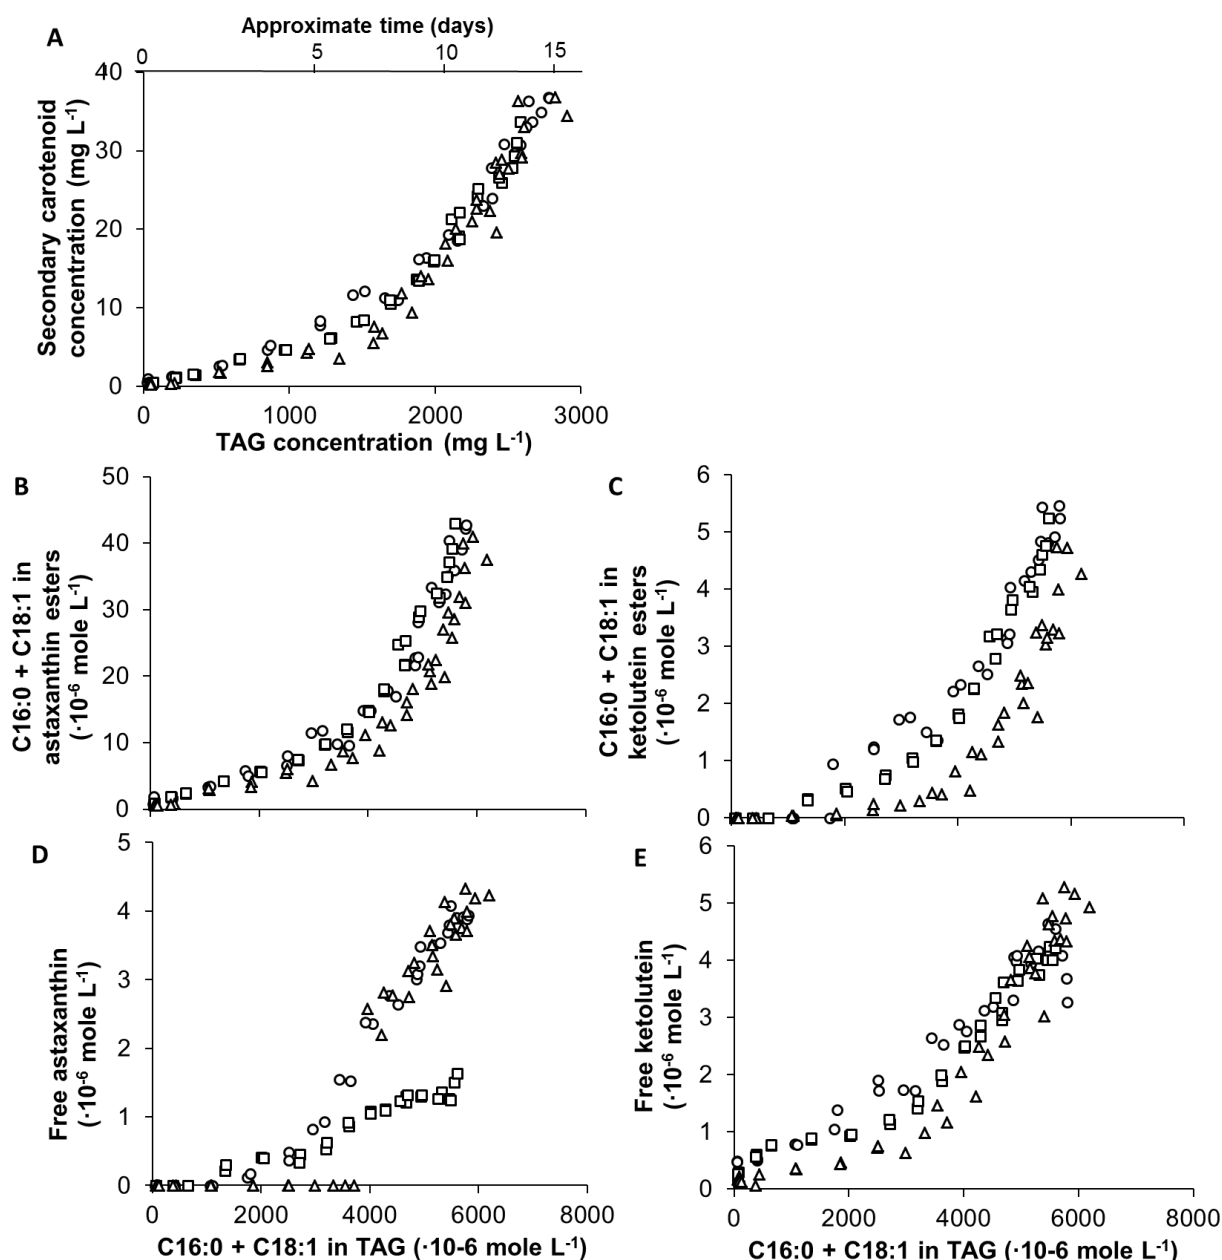 A
Approximate time (days)
0 5 10 15
40
30
20
10
0
Secondary carotenoid
concentration (mg L-1)
0 1000 2000 3000
TAG concentration (mg L-1)
B
50
40
30
20
10
0
C16:0 + C18:1 in
astaxanthin esters
(·10-6 mole L-1)
C
6
5
4
3
2
1
0
C16:0 + C18:1 in
ketolutein esters
(·10-6 mole L-1)
D
5
4
3
2
1
0
Free astaxanthin
(·10-6 mole L-1)
0 2000 4000 6000 8000
C16:0 + C18:1 in TAG (·10-6 mole L-1)
E
6
5
4
3
2
1
0
Free ketolutein
(·10-6 mole L-1)
0 2000 4000 6000 8000
C16:0 + C18:1 in TAG (·10-6 mole L-1)